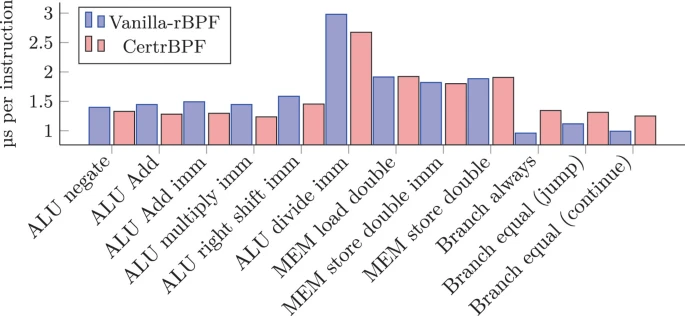 µs per instruction
3
2.5
2
1.5
1
Vanilla-rBPF
CertrBPF
ALU negate
ALU Add
ALU Add imm
ALU multiply imm
ALU right shift imm
ALU divide imm
MEM load double
MEM store double imm
MEM store double
Branch always
Branch equal (jump)
Branch equal (continue)